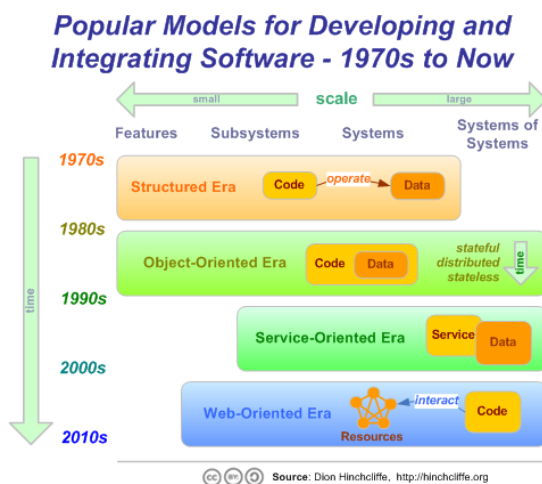 Popular Models for Developing and
Integrating Software - 1970s to Now
small scale large
Features Subsystems Systems Systems of
Systems
1970s
Structured Era Code operate Data
1980s
Object-Oriented Era Code Data stateful
distributed
stateless
time
1990s
Service-Oriented Era Service Data
2000s
Web-Oriented Era interact Code
Resources
2010s
time
cc BY: Source: Dion Hinchcliffe, http://hinchcliffe.org